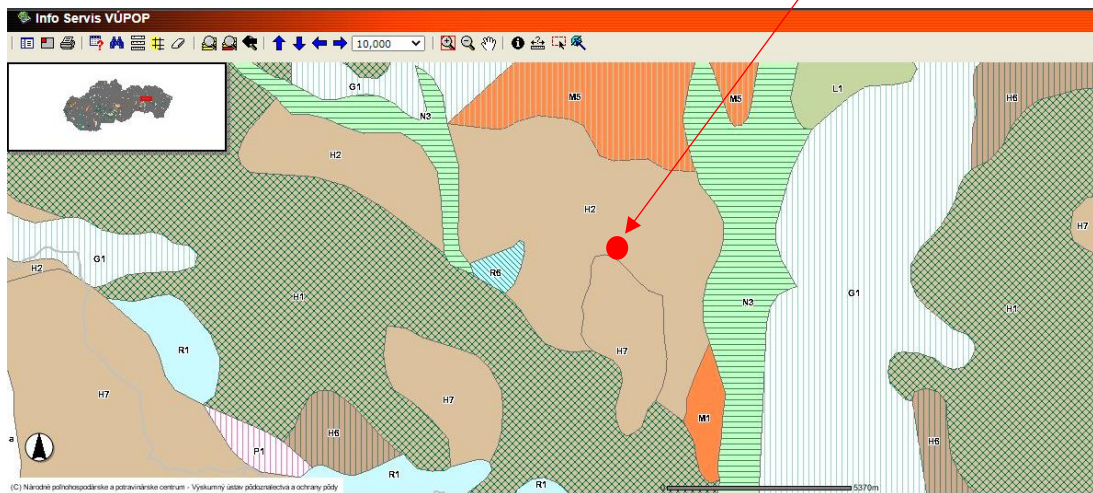 Info Servis VÚPOP
10,000
G1
M5
M5
L1
H6
N3
H2
H2
H7
G1
H2
R6
H1
N3
G1
H1
R1
H7
H7
H7
M1
H6
H6
P1
R1
R1
a
0 5370m
(C) Národné poľnohospodárske a potravinárske centrum - Výskumný ústav pôdoznalectva a ochrany pôdy